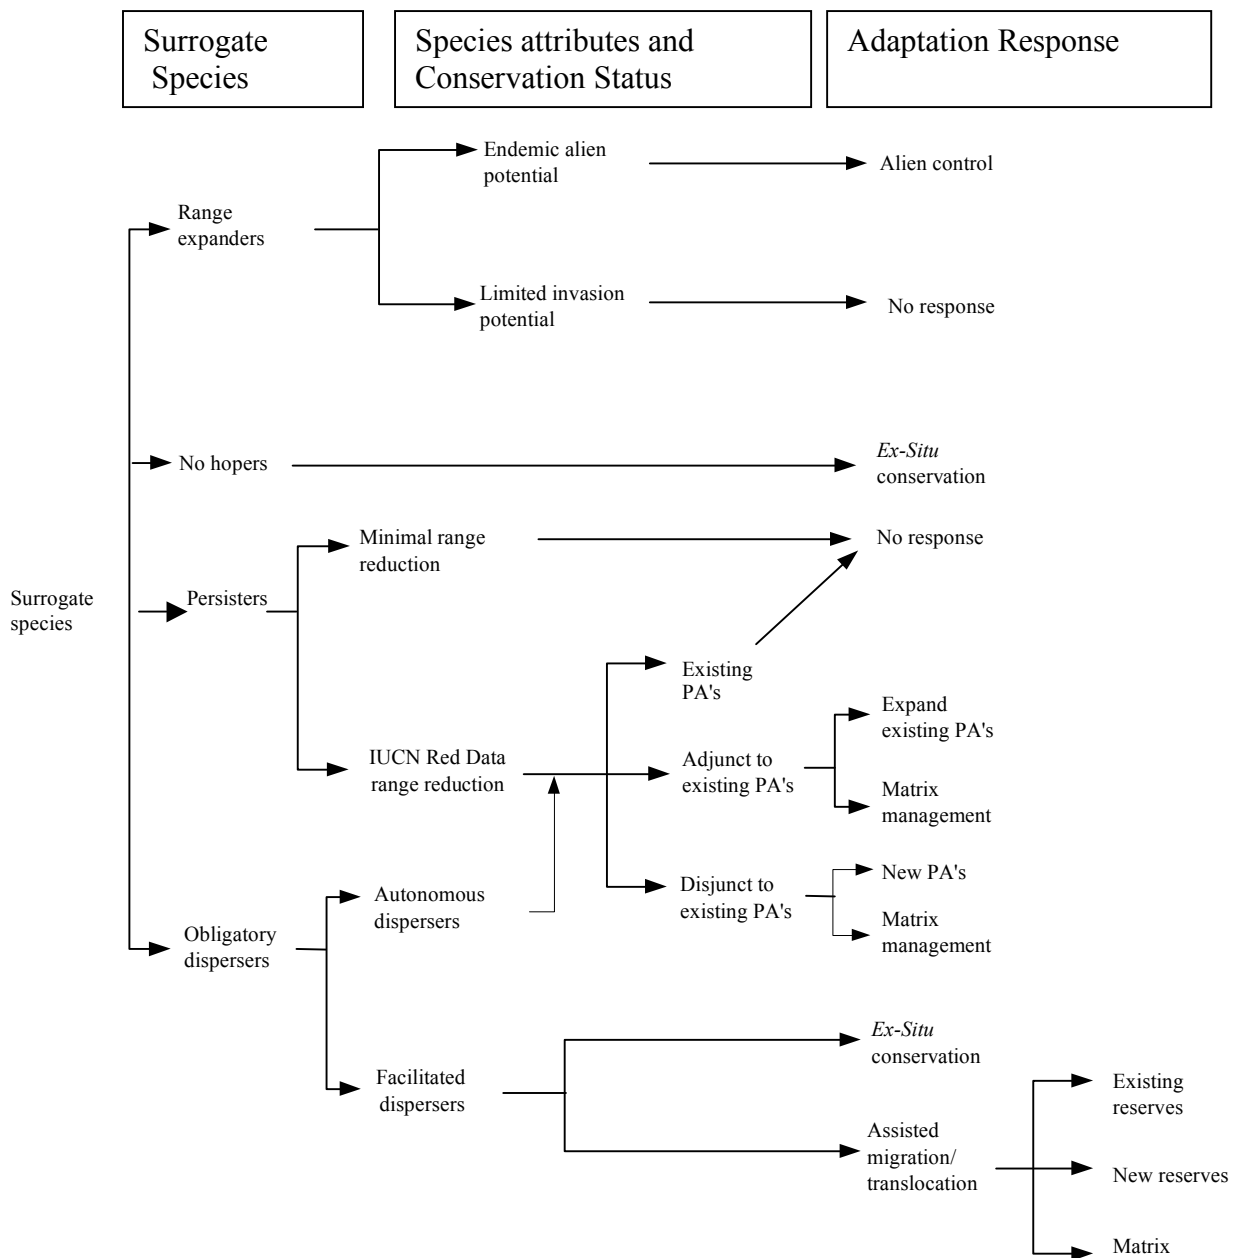 Surrogate
Species
Species attributes and
Conservation Status
Adaptation Response
Endemic alien
potential
Alien control
Range
expanders
Limited invasion
potential
No response
No hopers
Ex-Situ
conservation
Minimal range
reduction
No response
Surrogate
species
Persisters
Existing
PA's
Expand
existing PA's
IUCN Red Data
range reduction
Adjunct to
existing PA's
Matrix
management
Autonomous
dispersers
Disjunct to
existing PA's
New PA's
Matrix
management
Obligatory
dispersers
Ex-Situ
conservation
Facilitated
dispersers
Existing
reserves
Assisted
migration/
translocation
New reserves
Matrix